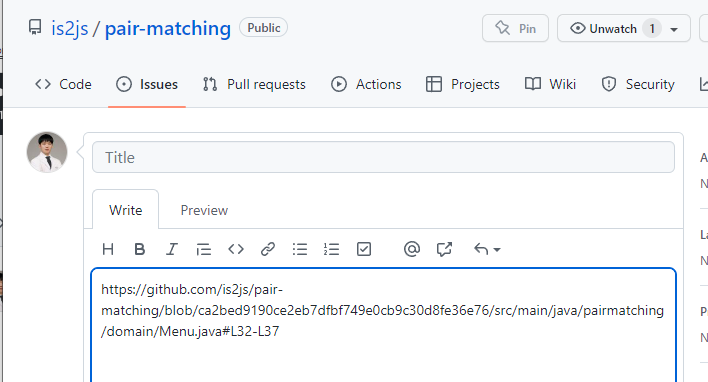 is2js / pair-matching Public
Pin
Unwatch 1
Code
Issues
Pull requests
Actions
Projects
Wiki
Security
Title
Write
Preview
https://github.com/is2js/pair-
matching/blob/ca2bed9190ce2eb7dfbf749e0cb9c30d8fe36e76/src/main/java/pairmatching
/domain/Menu.java#L32-L37